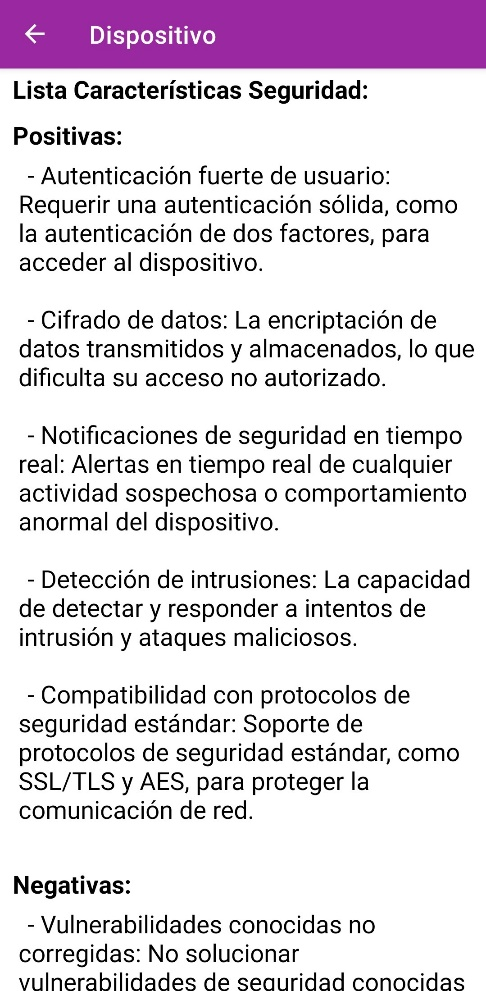 Dispositivo
Lista Características Seguridad:
Positivas:
- Autenticación fuerte de usuario:
Requerir una autenticación sólida, como
la autenticación de dos factores, para
acceder al dispositivo.
- Cifrado de datos: La encriptación de
datos transmitidos y almacenados, lo que
dificulta su acceso no autorizado.
- Notificaciones de seguridad en tiempo
real: Alertas en tiempo real de cualquier
actividad sospechosa o comportamiento
anormal del dispositivo.
- Detección de intrusiones: La capacidad
de detectar y responder a intentos de
intrusión y ataques maliciosos.
- Compatibilidad con protocolos de
seguridad estándar: Soporte de
protocolos de seguridad estándar, como
SSL/TLS y AES, para proteger la
comunicación de red.
Negativas:
- Vulnerabilidades conocidas no
corregidas: No solucionar
vulnerabilidades de seguridad conocidas